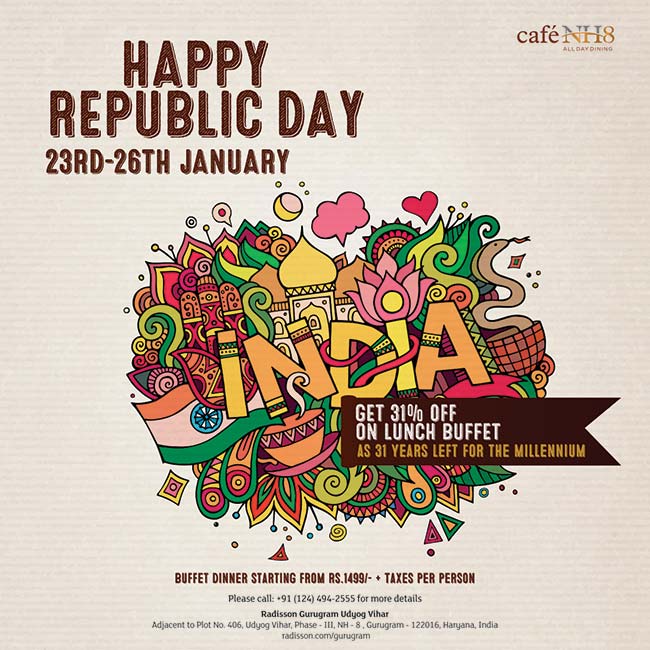 café NH8
ALL DAY DINING
HAPPY
REPUBLIC DAY
23RD-26TH JANUARY
INDIA
GET 31% OFF
ON LUNCH BUFFET
AS 31 YEARS LEFT FOR THE MILLENNIUM
BUFFET DINNER STARTING FROM RS.1499/- + TAXES PER PERSON
Please call: +91 (124) 494-2555 for more details
Radisson Gurugram Udyog Vihar
Adjacent to Plot No. 406, Udyog Vihar, Phase - III, NH - 8 , Gurugram - 122016, Haryana, India
radisson.com/gurugram